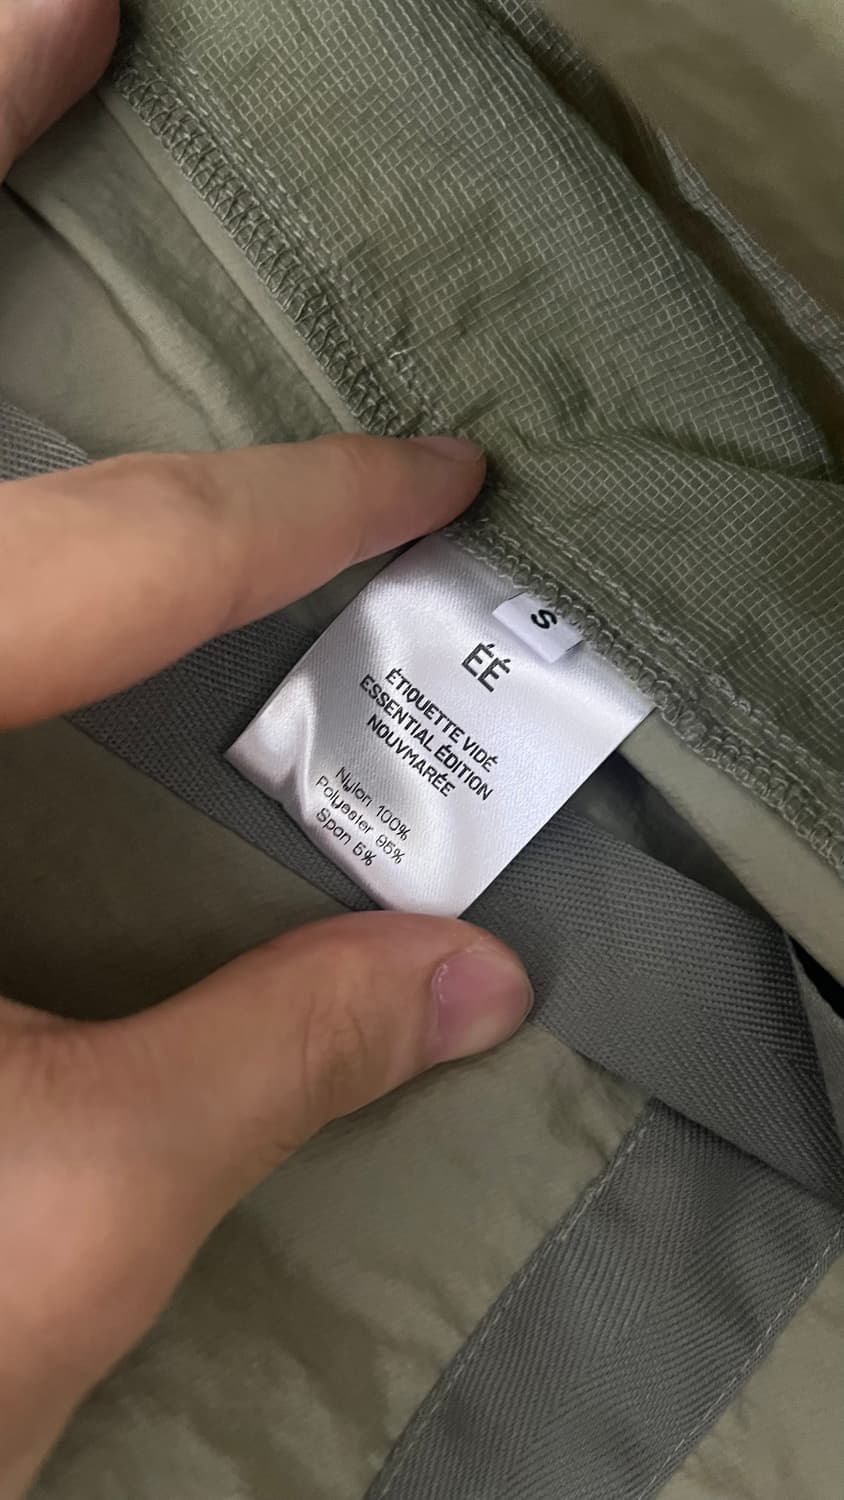 S
ÉÉ
ÉTIQUETTE VIDÉ
ESSENTIAL ÉDITION
NOUVMARÉE
Nylon 100%
Polyester 95%
Span 5%